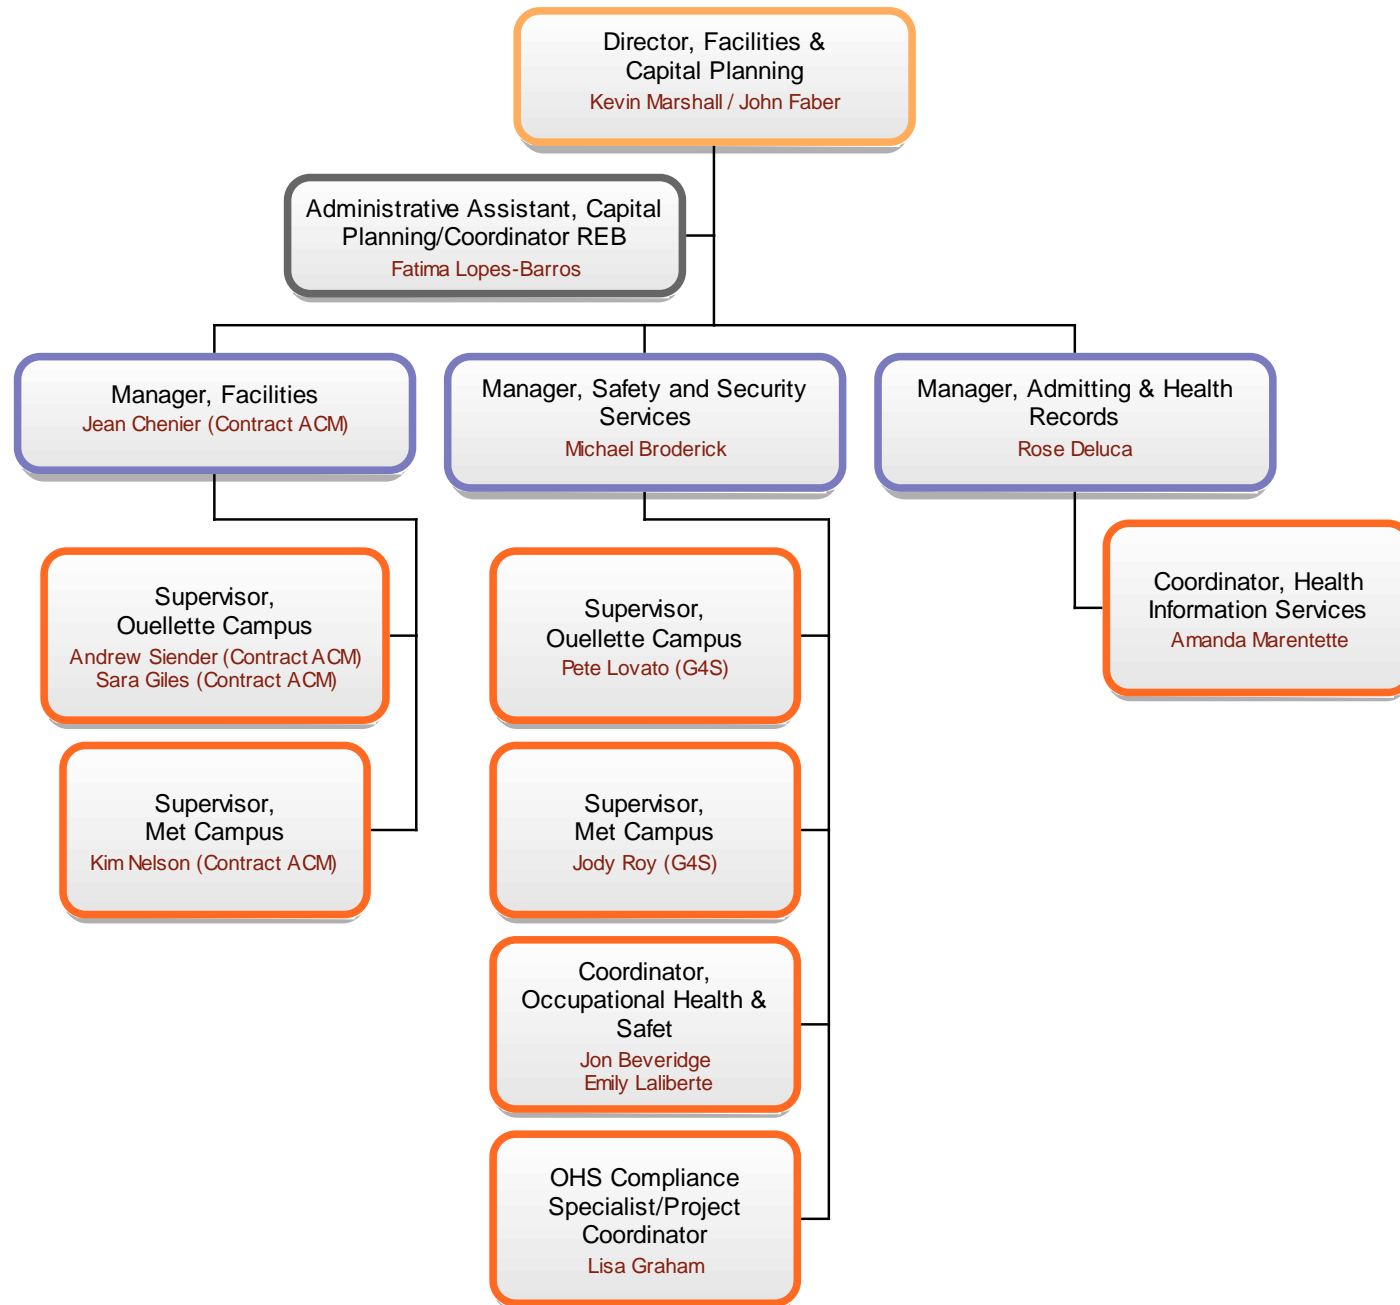 Director, Facilities &
Capital Planning
Kevin Marshall / John Faber
Administrative Assistant, Capital
Planning/Coordinator REB
Fatima Lopes-Barros
Manager, Facilities
Jean Chenier (Contract ACM)
Manager, Safety and Security
Services
Michael Broderick
Manager, Admitting & Health
Records
Rose Deluca
Supervisor,
Ouellette Campus
Andrew Siender (Contract ACM)
Sara Giles (Contract ACM)
Supervisor,
Met Campus
Kim Nelson (Contract ACM)
Supervisor,
Ouellette Campus
Pete Lovato (G4S)
Supervisor,
Met Campus
Jody Roy (G4S)
Coordinator,
Occupational Health &
Safet
Jon Beveridge
Emily Laliberte
OHS Compliance
Specialist/Project
Coordinator
Lisa Graham
Coordinator, Health
Information Services
Amanda Marentette